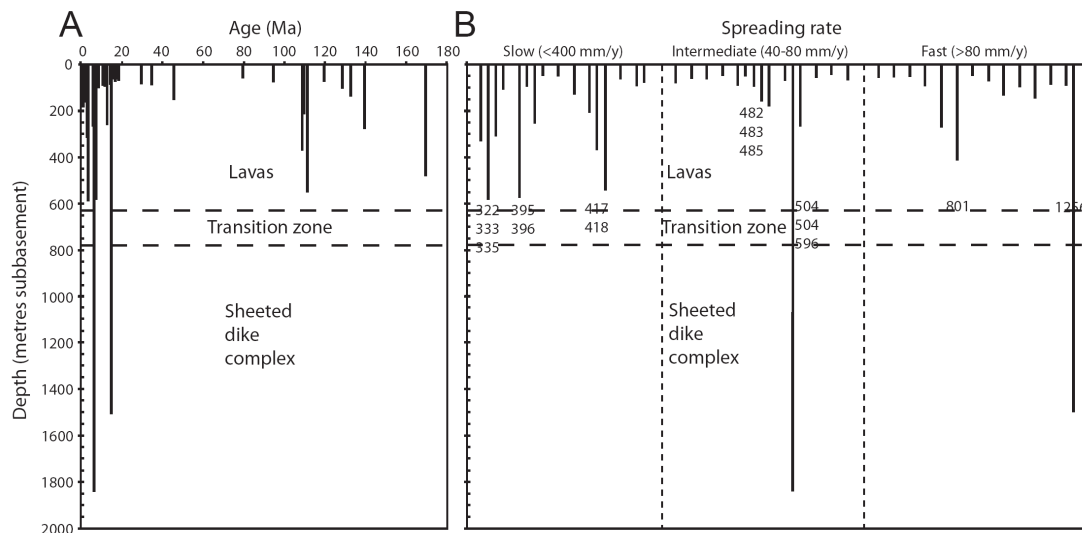 A
Age (Ma)
0 20 40 60 80 100 120 140 160 180
Depth (metres subbasement)
0
200
400
600
800
1000
1200
1400
1600
1800
2000
Lavas
Transition zone
Sheeted
dike
complex
B
Spreading rate
Slow (<400 mm/y) Intermediate (40-80 mm/y) Fast (>80 mm/y)
482
483
485
Lavas
322 395 417 504 801 1256
333 396 418 Transition zone 504
335 596
Sheeted
dike
complex